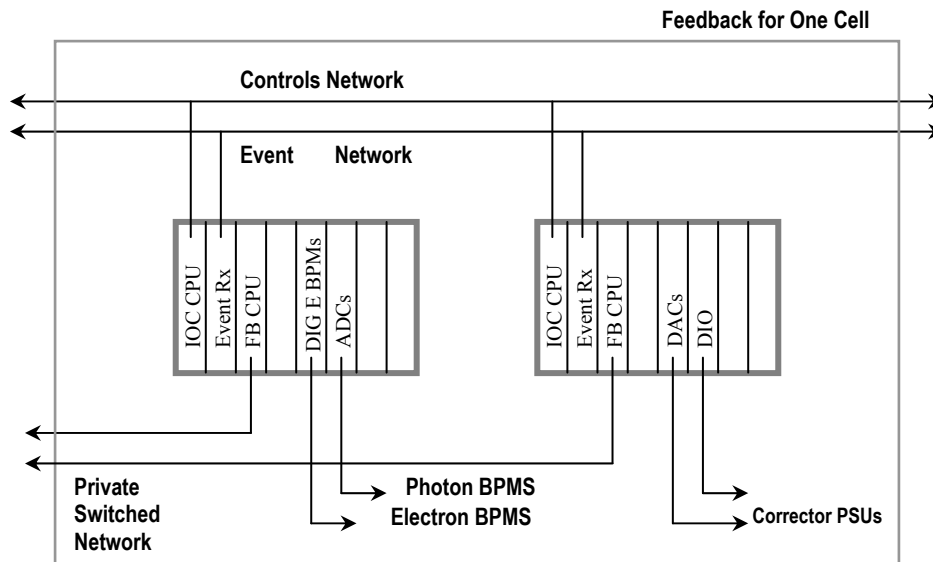 Feedback for One Cell
Controls Network
Event Network
IOC CPU
Event Rx
FB CPU
DIG E BPMs
ADCs
IOC CPU
Event Rx
FB CPU
DACs
DIO
Private
Switched
Network
Photon BPMS
Electron BPMS
Corrector PSUs